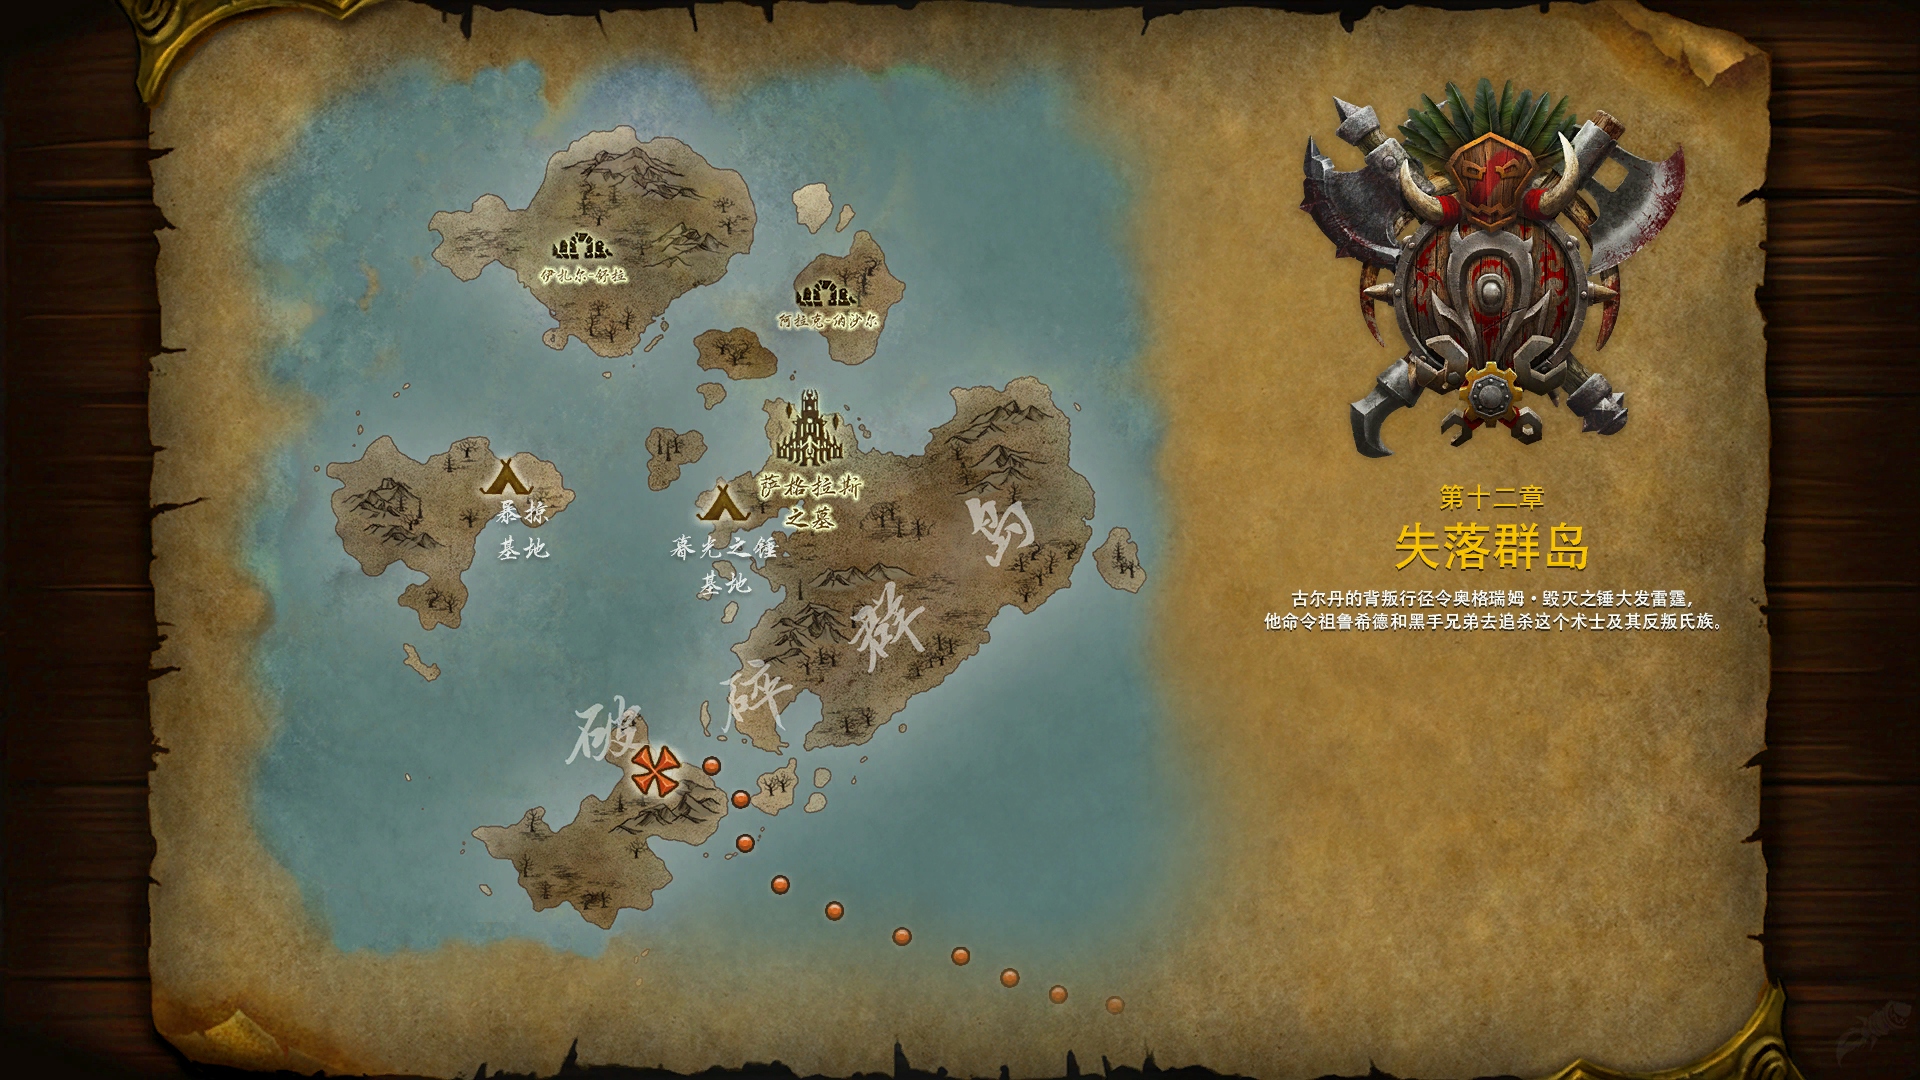 伊扎尔-舒拉
阿拉克-纳沙尔
萨格拉斯
之墓
暴掠
基地
暮光之锤
基地
破碎群岛
第十二章
失落群岛
古尔丹的背叛行径令奥格瑞姆·毁灭之锤大发雷霆，
他命令祖鲁希德和黑手兄弟去追杀这个术士及其反叛氏族。